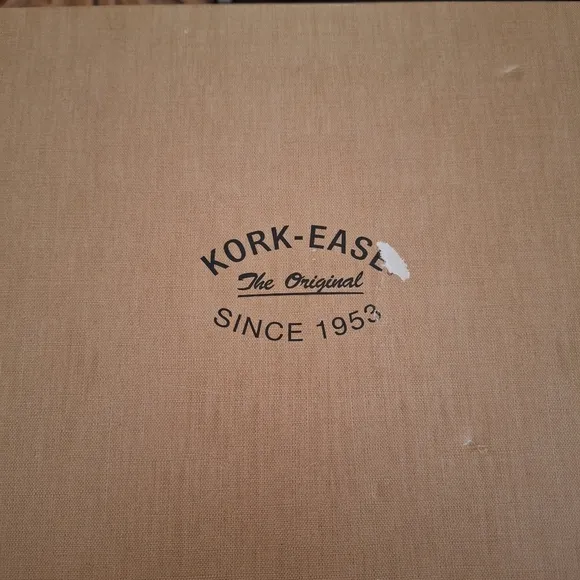 KORK-EASE
The Original
SINCE 1953